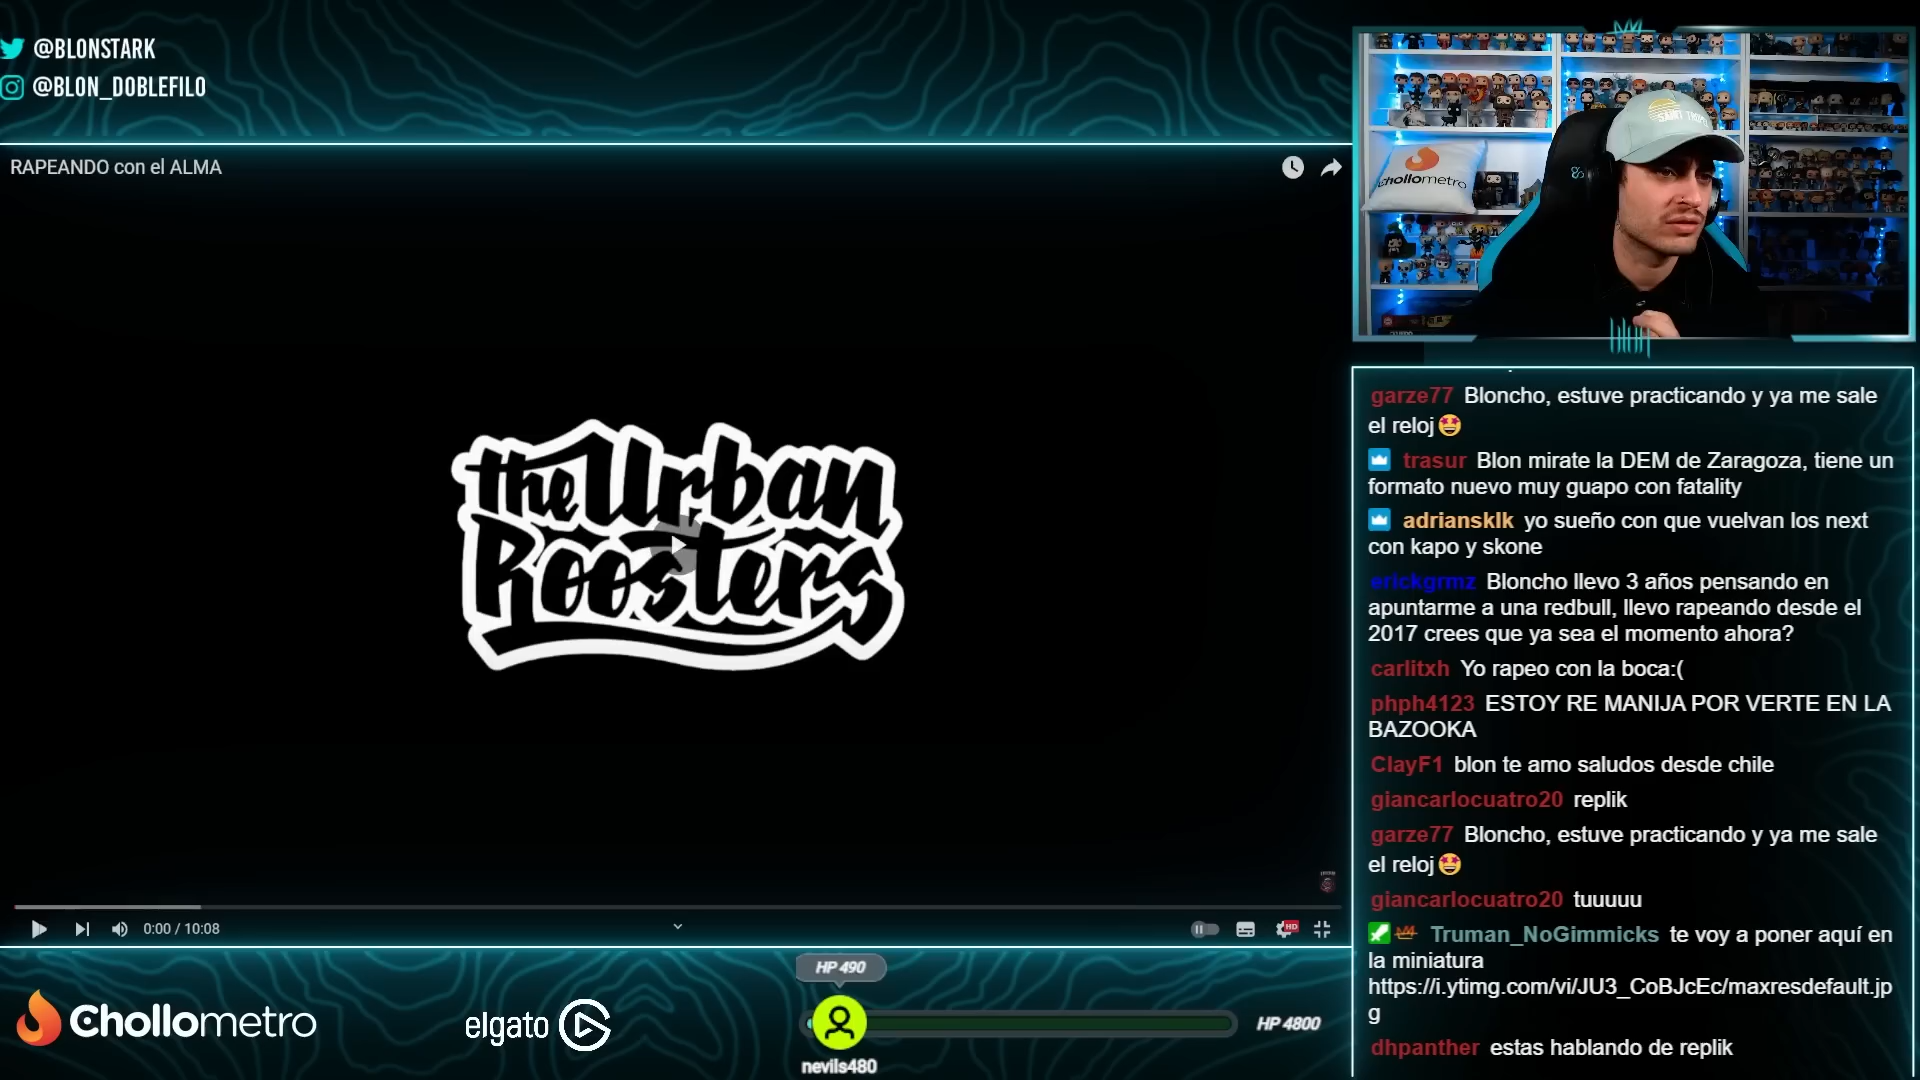 @BLONSTARK
@BLON_DOBLEFILO
RAPEANDO con el ALMA
the Urban
Roosters
0:00 / 10:08
HD
Chollometro
elgato
HP 490
HP 4800
nevils480
SAINT TROPEZ
chollometro
garze77 Bloncho, estuve practicando y ya me sale
el reloj🤩
trasur Blon mirate la DEM de Zaragoza, tiene un
formato nuevo muy guapo con fatality
adriansklk yo sueño con que vuelvan los next
con kapo y skone
erickgrmz Bloncho llevo 3 años pensando en
apuntarme a una redbull, llevo rapeando desde el
2017 crees que ya sea el momento ahora?
carlitxh Yo rapeo con la boca:(
phph4123 ESTOY RE MANIJA POR VERTE EN LA
BAZOOKA
ClayF1 blon te amo saludos desde chile
giancarlocuatro20 replik
garze77 Bloncho, estuve practicando y ya me sale
el reloj🤩
giancarlocuatro20 tuuuuu
Truman_NoGimmicks te voy a poner aquí en
la miniatura
https://i.ytimg.com/vi/JU3_CoBJcEc/maxresdefault.jp
g
dhpanther estas hablando de replik